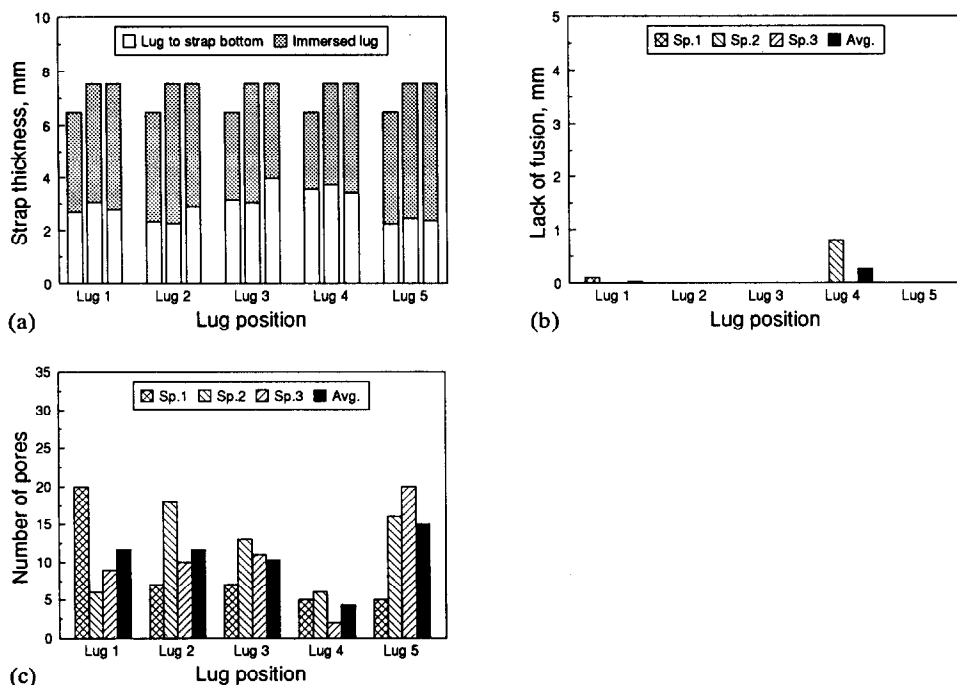 10
8
6
4
2
0
Strap thickness, mm
Lug to strap bottom Immersed lug
Lug 1 Lug 2 Lug 3 Lug 4 Lug 5
Lug position
(a)
5
4
3
2
1
0
Lack of fusion, mm
Sp.1 Sp.2 Sp.3 Avg.
Lug 1 Lug 2 Lug 3 Lug 4 Lug 5
Lug position
(b)
35
30
25
20
15
10
5
0
Number of pores
Sp.1 Sp.2 Sp.3 Avg.
Lug 1 Lug 2 Lug 3 Lug 4 Lug 5
Lug position
(c)